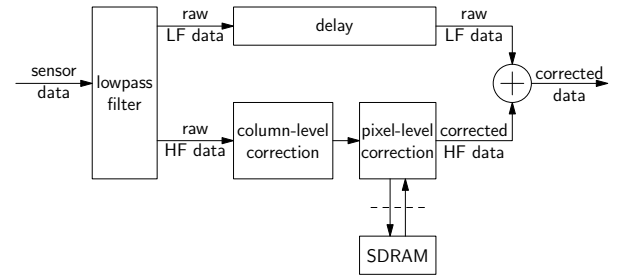 raw
LF data
delay
raw
LF data
sensor
data
lowpass
filter
corrected
data
raw
HF data
column-level
correction
pixel-level
correction
corrected
HF data
SDRAM